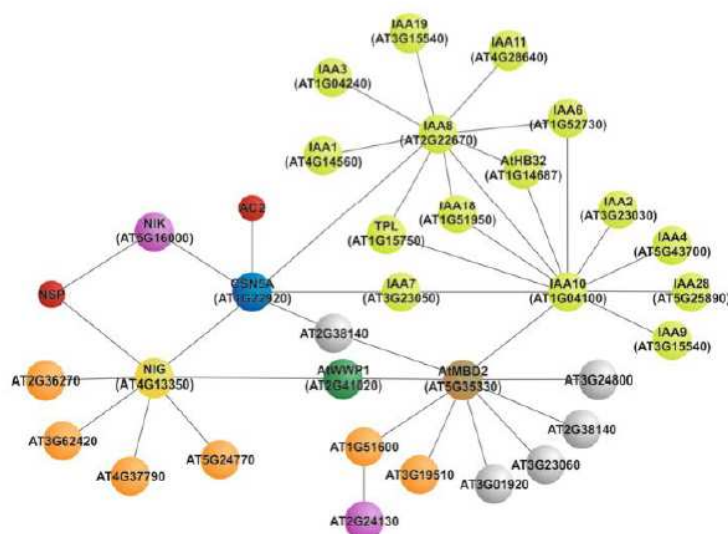 IAA19
(AT3G15540)
IAA11
(AT4G28640)
IAA3
(AT1G04240)
IAA8
(AT2G22670)
IAA6
(AT1G52730)
IAA1
(AT4G14560)
AtHB32
(AT1G14687)
AC2
NIK
(AT5G16000)
TPL
(AT1G15750)
IAA18
(AT1G51950)
IAA2
(AT3G23030)
IAA4
(AT5G43700)
NSP
CSN5A
(AT1G22920)
IAA7
(AT3G23050)
IAA10
(AT1G04100)
IAA28
(AT5G25890)
AT2G38140
IAA9
(AT3G15540)
AT2G36270
NIG
(AT4G13350)
AtWWP1
(AT2G41020)
AtMBD2
(AT5G35330)
AT3G24800
AT3G62420
AT5G24770
AT4G37790
AT1G51600
AT3G19510
AT2G38140
AT3G23060
AT3G01920
AT2G24130